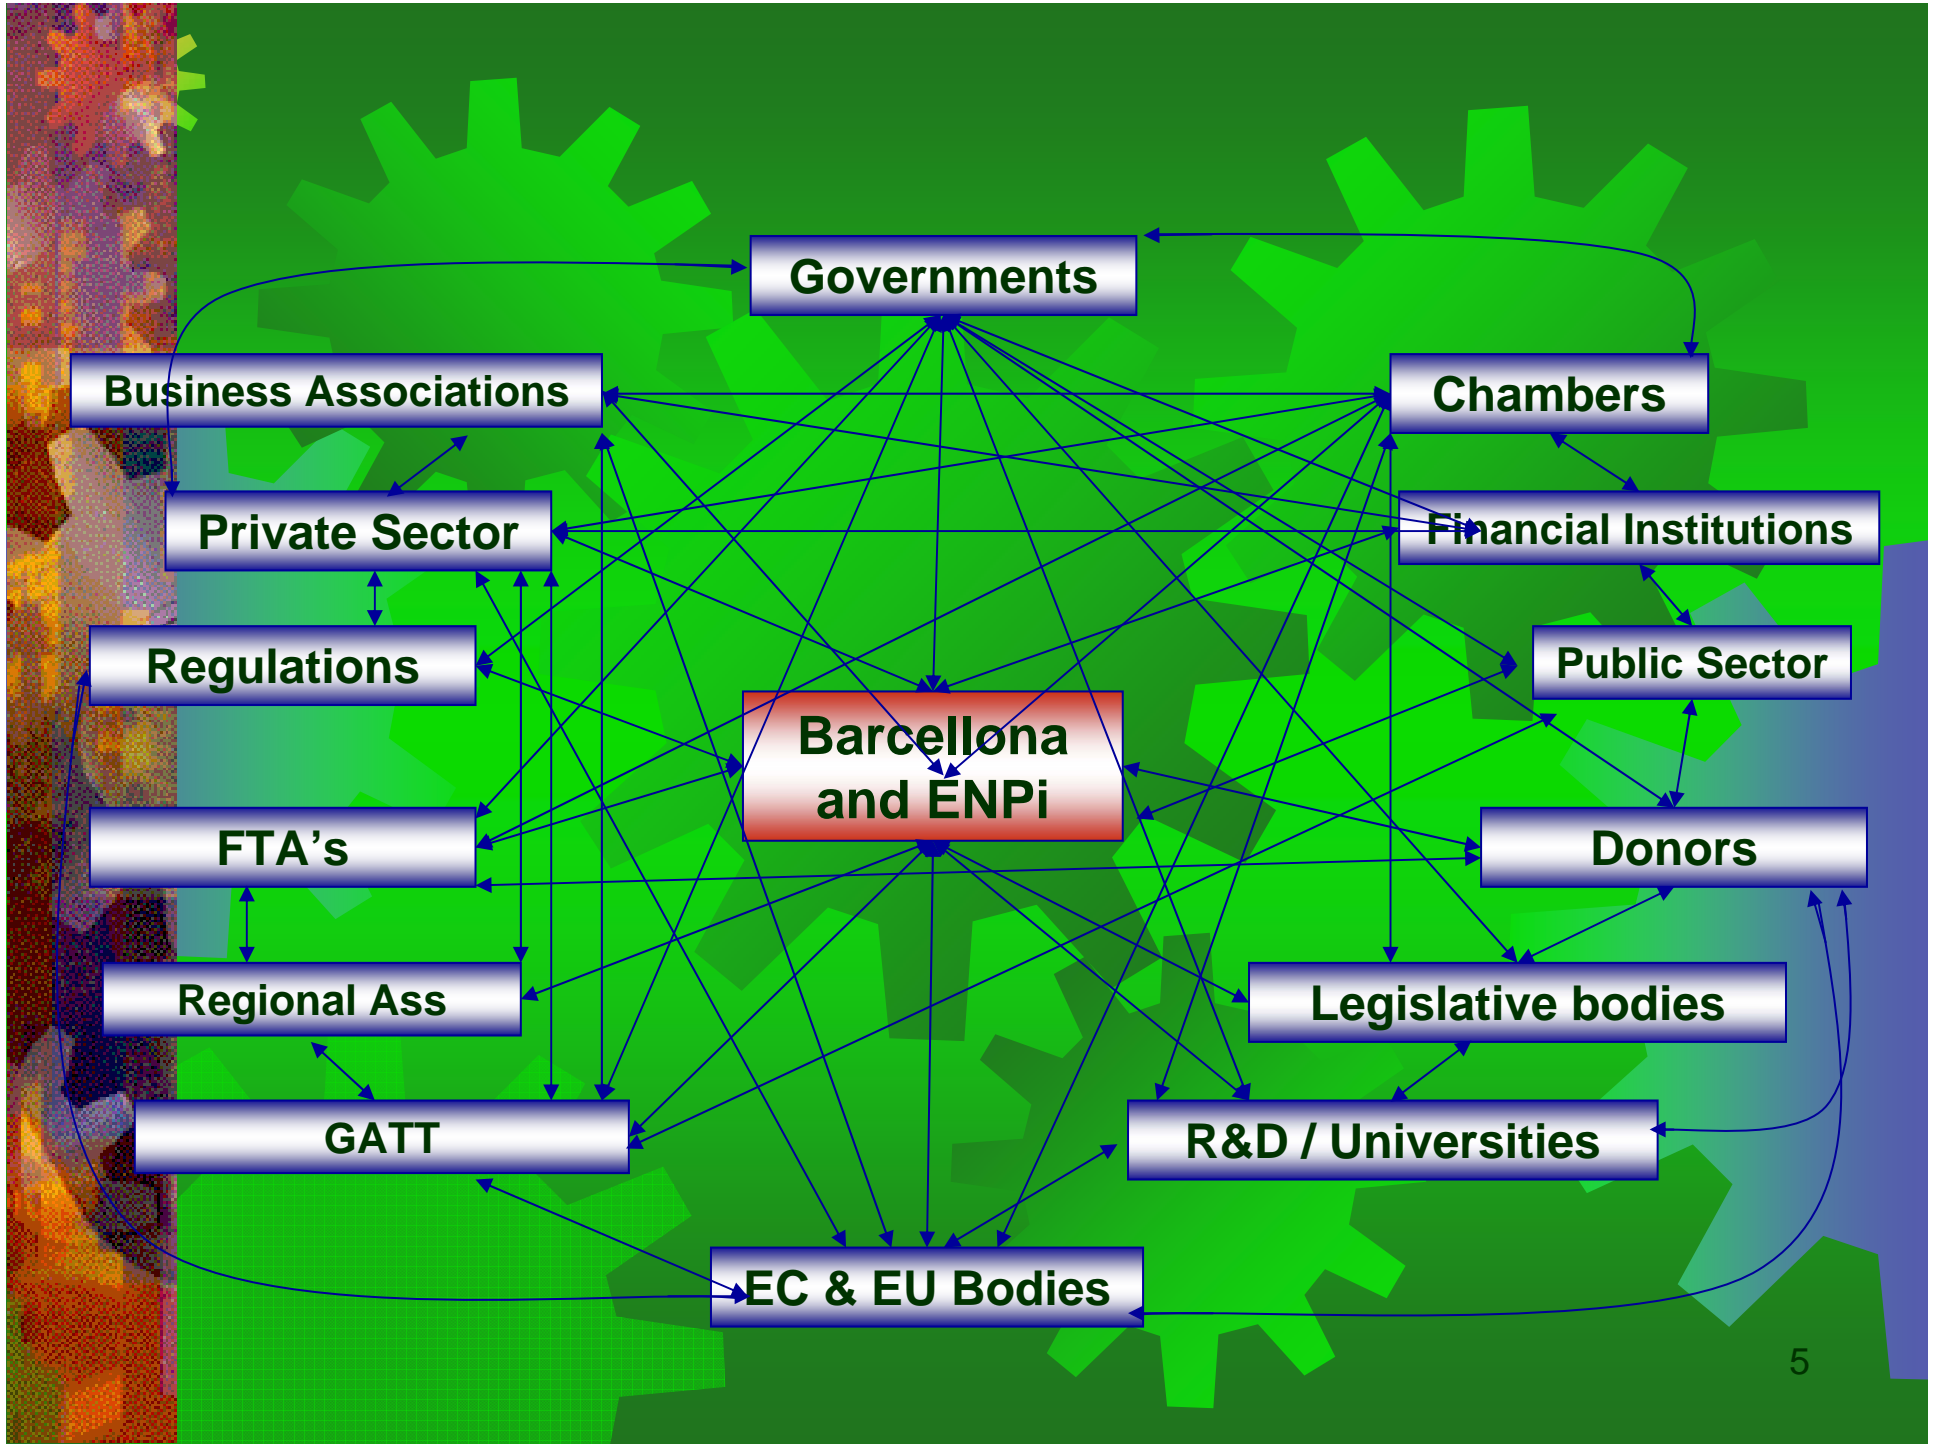 Governments
Business Associations
Chambers
Private Sector
Financial Institutions
Regulations
Public Sector
Barcellona
and ENPi
FTA’s
Donors
Regional Ass
Legislative bodies
GATT
R&D / Universities
EC & EU Bodies
5